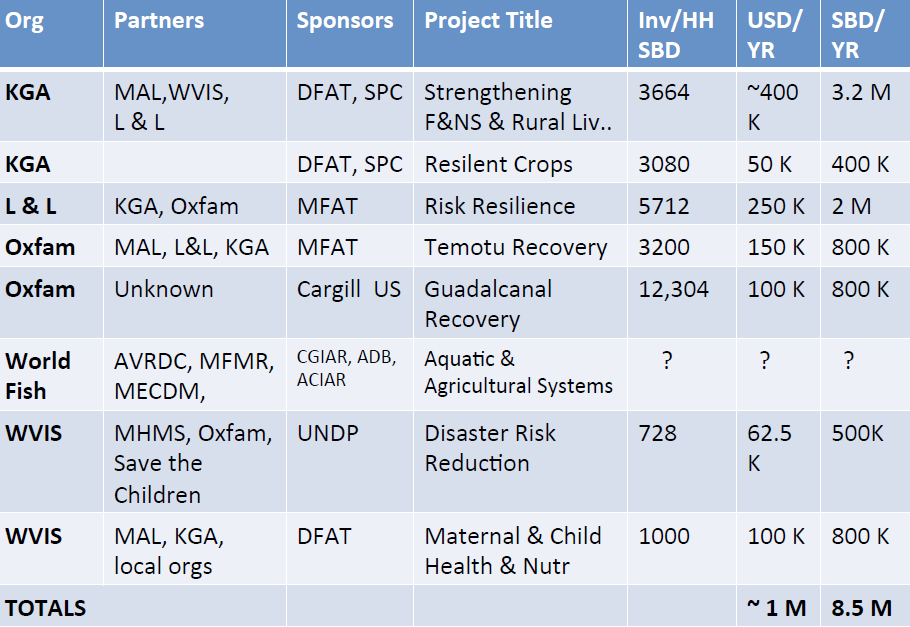 Org Partners Sponsors Project Title Inv/HH SBD USD/YR SBD/YR
KGA MAL,WVIS, L & L DFAT, SPC Strengthening F&NS & Rural Liv.. 3664 ~400 K 3.2 M
KGA DFAT, SPC Resilent Crops 3080 50 K 400 K
L & L KGA, Oxfam MFAT Risk Resilience 5712 250 K 2 M
Oxfam MAL, L&L, KGA MFAT Temotu Recovery 3200 150 K 800 K
Oxfam Unknown Cargill US Guadalcanal Recovery 12,304 100 K 800 K
World Fish AVRDC, MFMR, MECDM, CGIAR, ADB, ACIAR Aquatic & Agricultural Systems ? ? ?
WVIS MHMS, Oxfam, Save the Children UNDP Disaster Risk Reduction 728 62.5 K 500K
WVIS MAL, KGA, local orgs DFAT Maternal & Child Health & Nutr 1000 100 K 800 K
TOTALS ~ 1 M 8.5 M